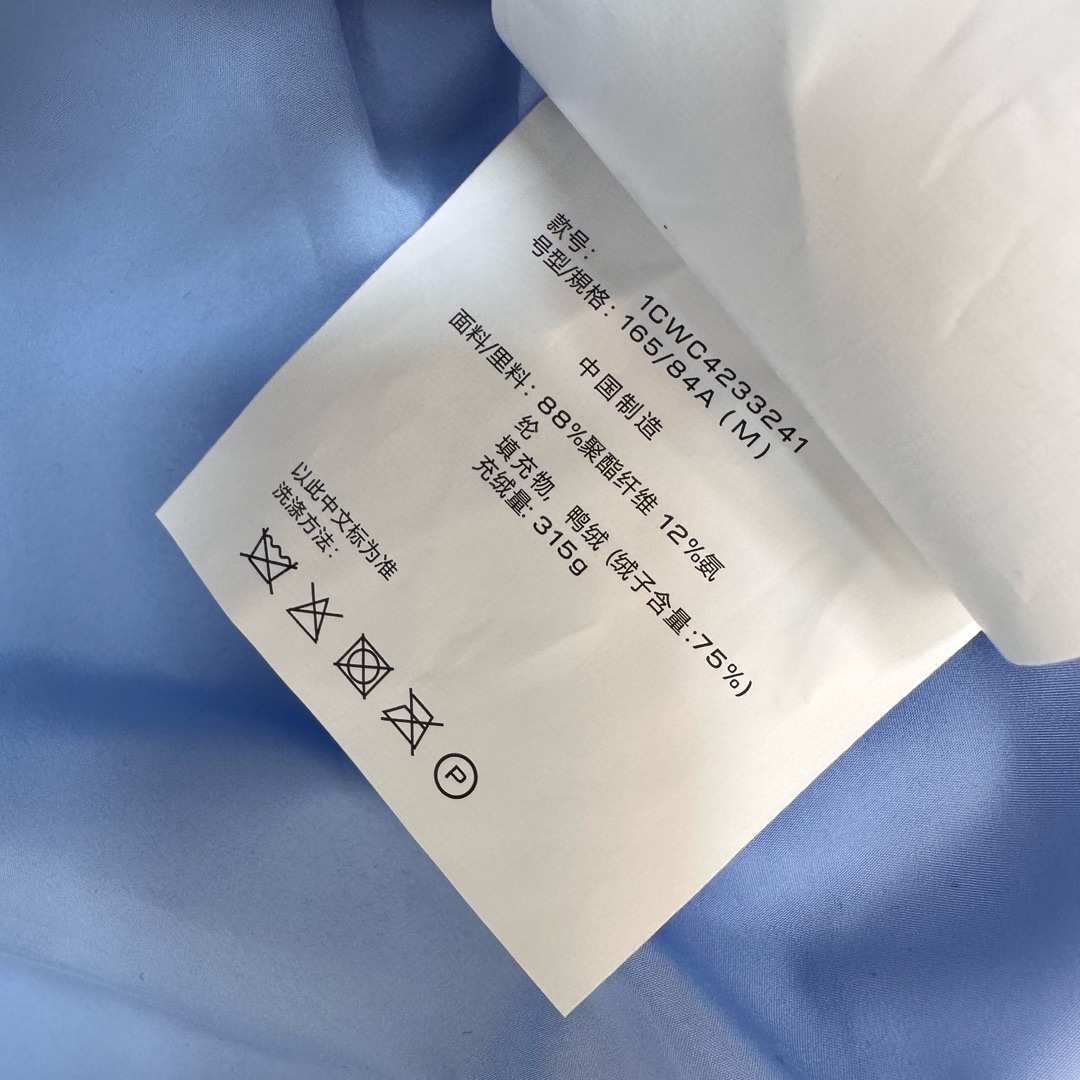 款号：
1CWC4233241
号型/規格：165/84A (M)
中国制造
面料/里料：88%聚酯纤维 12%氨
纶
填充物, 鸭绒 (绒子含量:75%)
充绒量: 315g
以此中文标为准
洗涤方法：
P